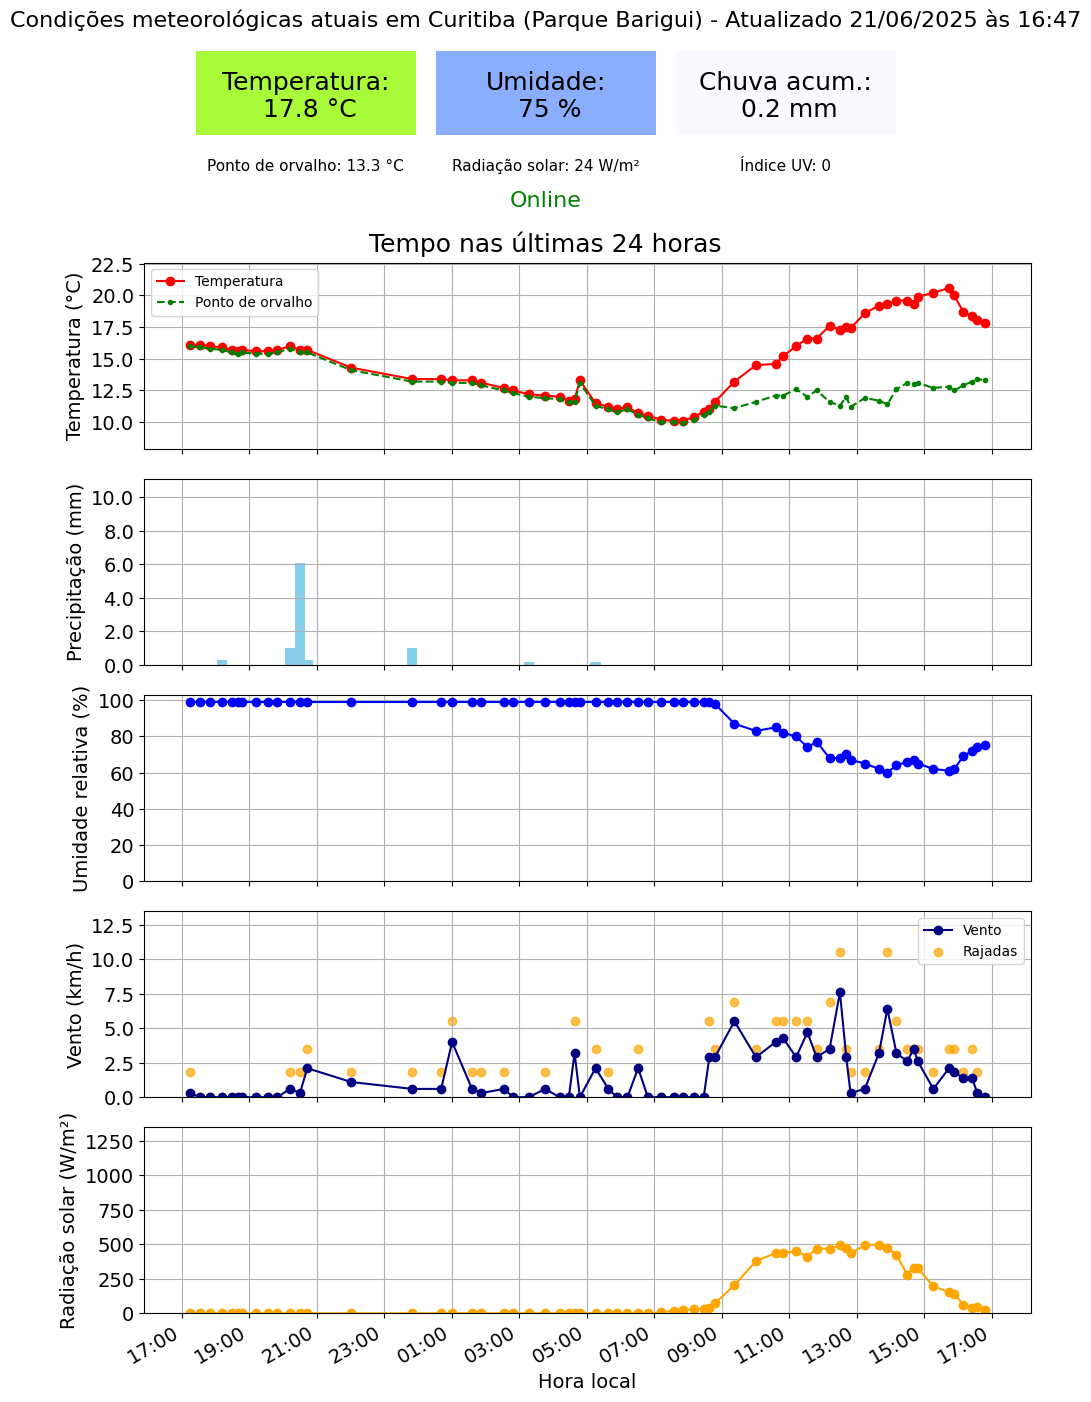 Condições meteorológicas atuais em Curitiba (Parque Barigui) - Atualizado 21/06/2025 às 16:47
Temperatura:
17.8 °C
Umidade:
75 %
Chuva acum.:
0.2 mm
Ponto de orvalho: 13.3 °C
Radiação solar: 24 W/m²
Índice UV: 0
Online
Tempo nas últimas 24 horas
Temperatura (°C)
22.5
20.0
17.5
15.0
12.5
10.0
Temperatura
Ponto de orvalho
Precipitação (mm)
10.0
8.0
6.0
4.0
2.0
0.0
Umidade relativa (%)
100
80
60
40
20
0
Vento (km/h)
12.5
10.0
7.5
5.0
2.5
0.0
Vento
Rajadas
Radiação solar (W/m²)
1250
1000
750
500
250
0
17:00
19:00
21:00
23:00
01:00
03:00
05:00
07:00
09:00
11:00
13:00
15:00
17:00
Hora local